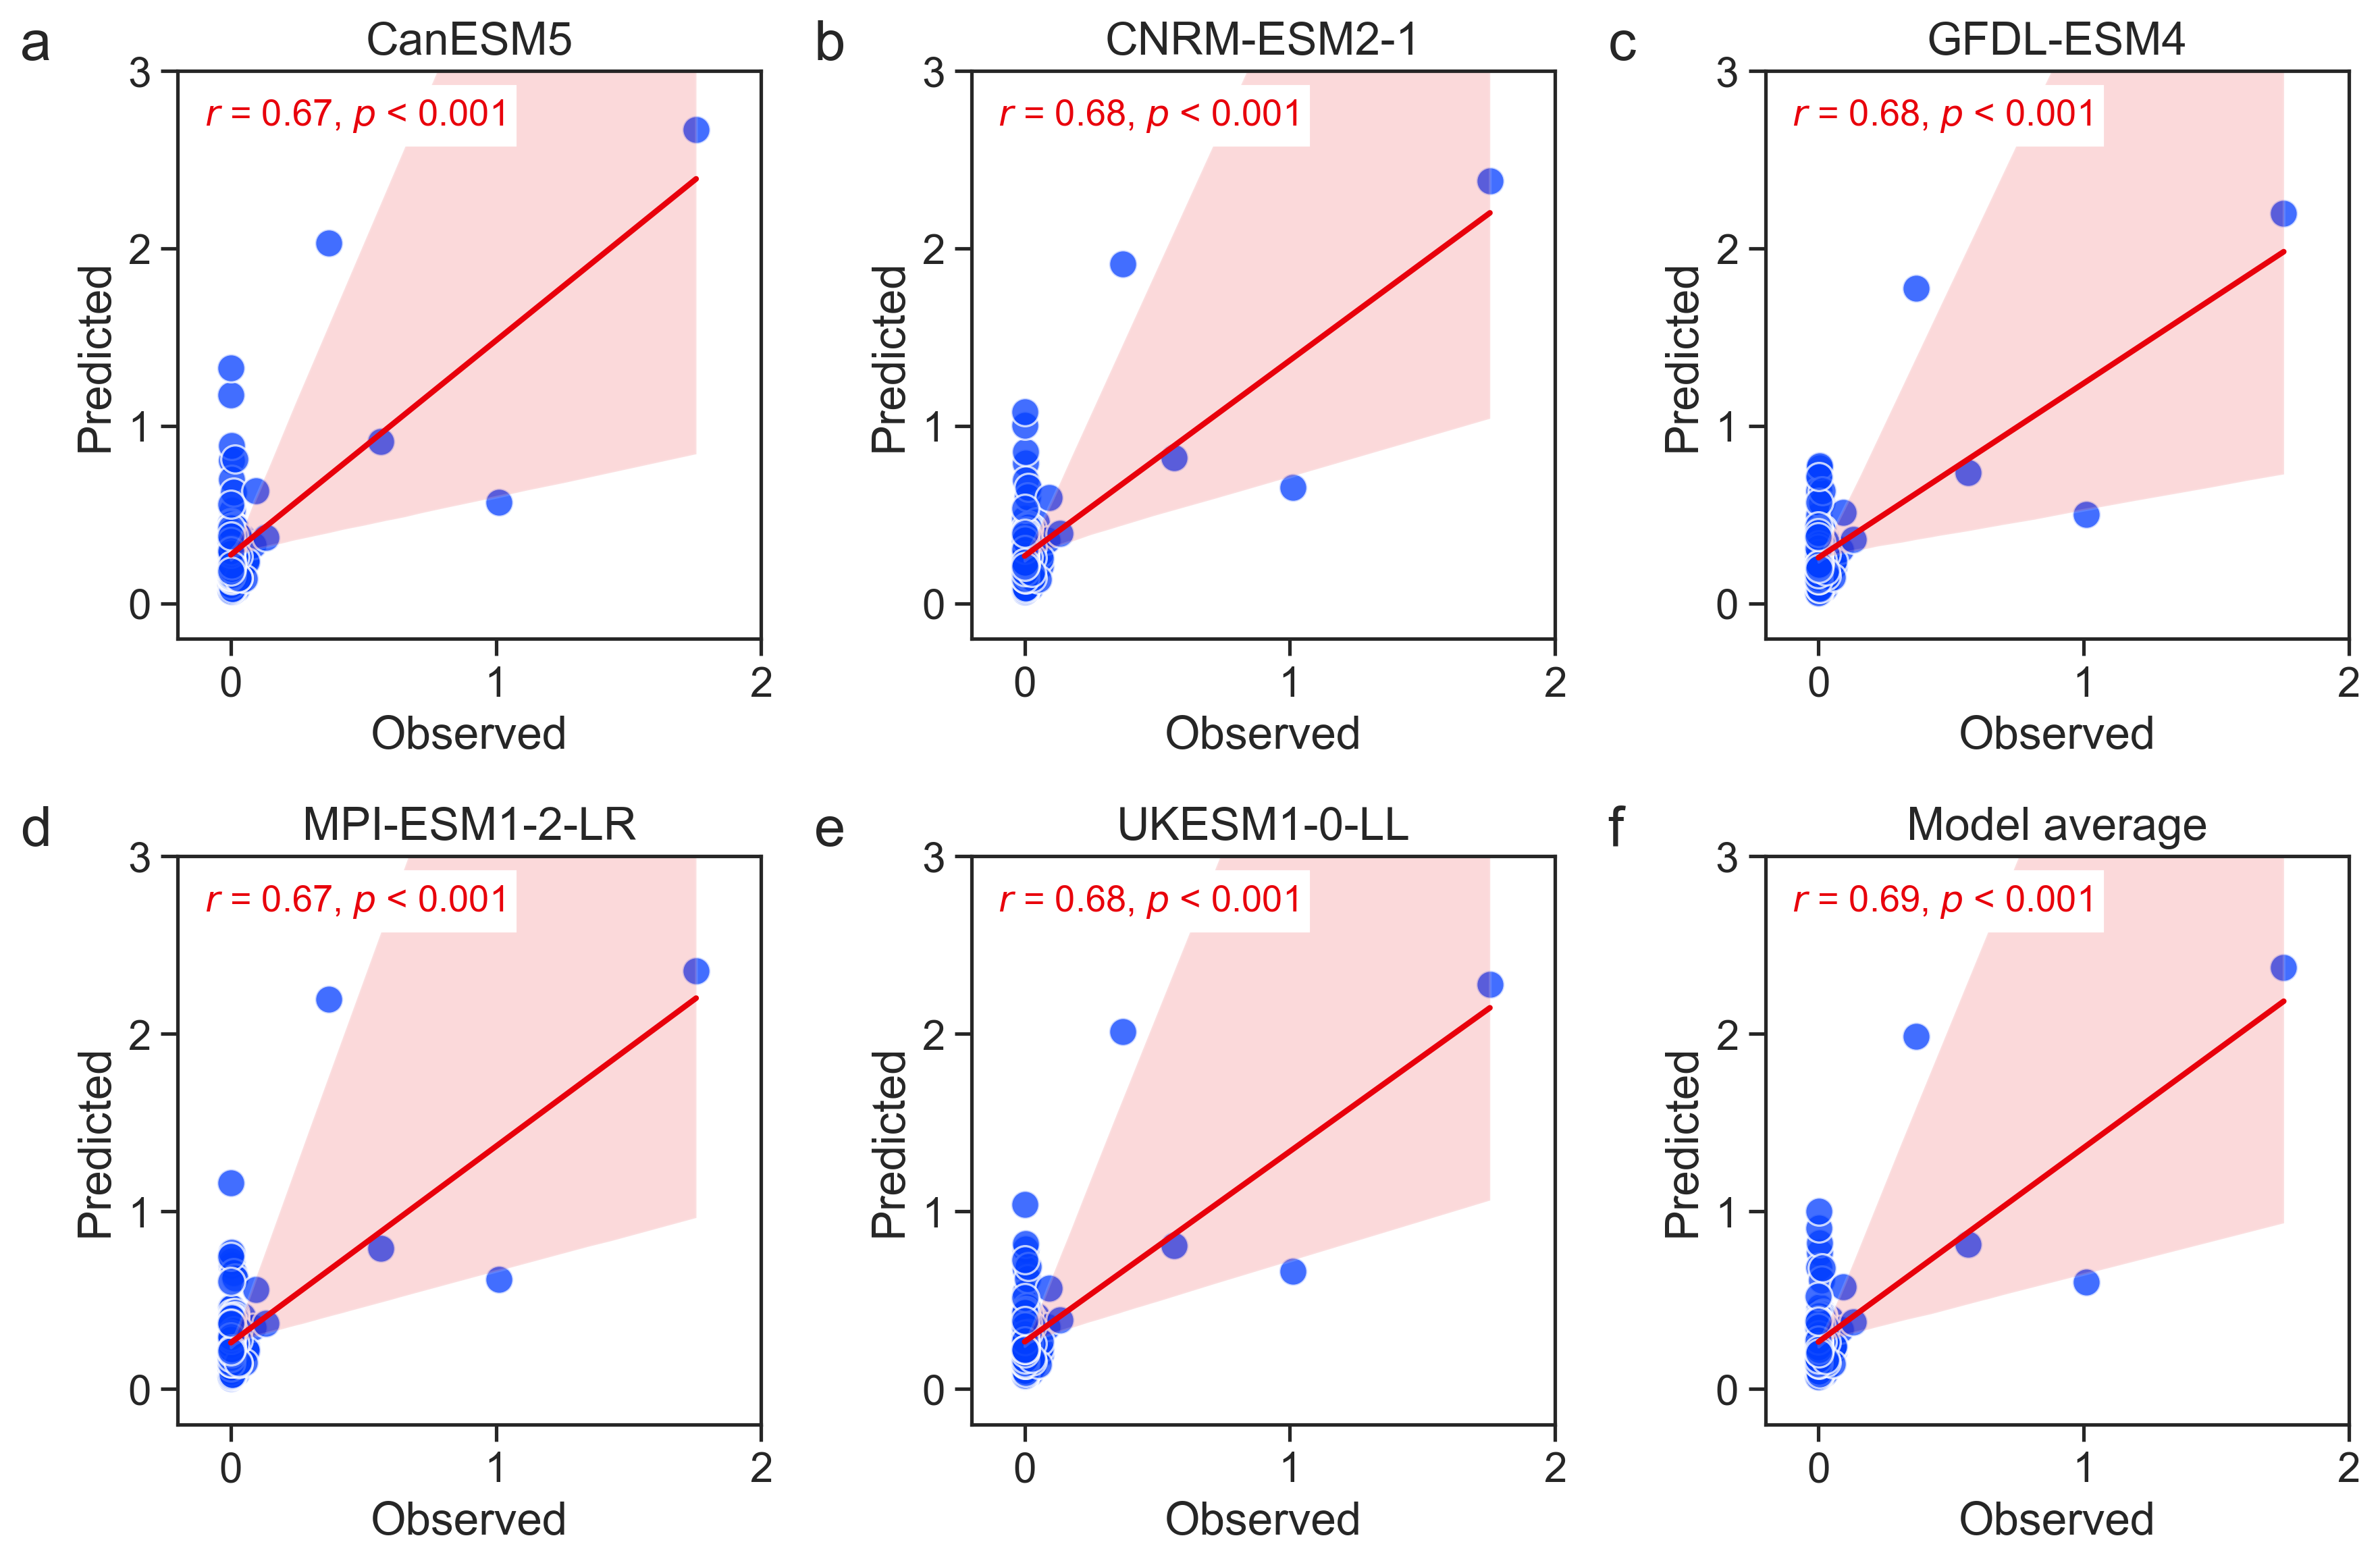 a
CanESM5
r = 0.67, p < 0.001
3
2
1
0
Predicted
0
1
2
Observed
b
CNRM-ESM2-1
r = 0.68, p < 0.001
3
2
1
0
Predicted
0
1
2
Observed
c
GFDL-ESM4
r = 0.68, p < 0.001
3
2
1
0
Predicted
0
1
2
Observed
d
MPI-ESM1-2-LR
r = 0.67, p < 0.001
3
2
1
0
Predicted
0
1
2
Observed
e
UKESM1-0-LL
r = 0.68, p < 0.001
3
2
1
0
Predicted
0
1
2
Observed
f
Model average
r = 0.69, p < 0.001
3
2
1
0
Predicted
0
1
2
Observed